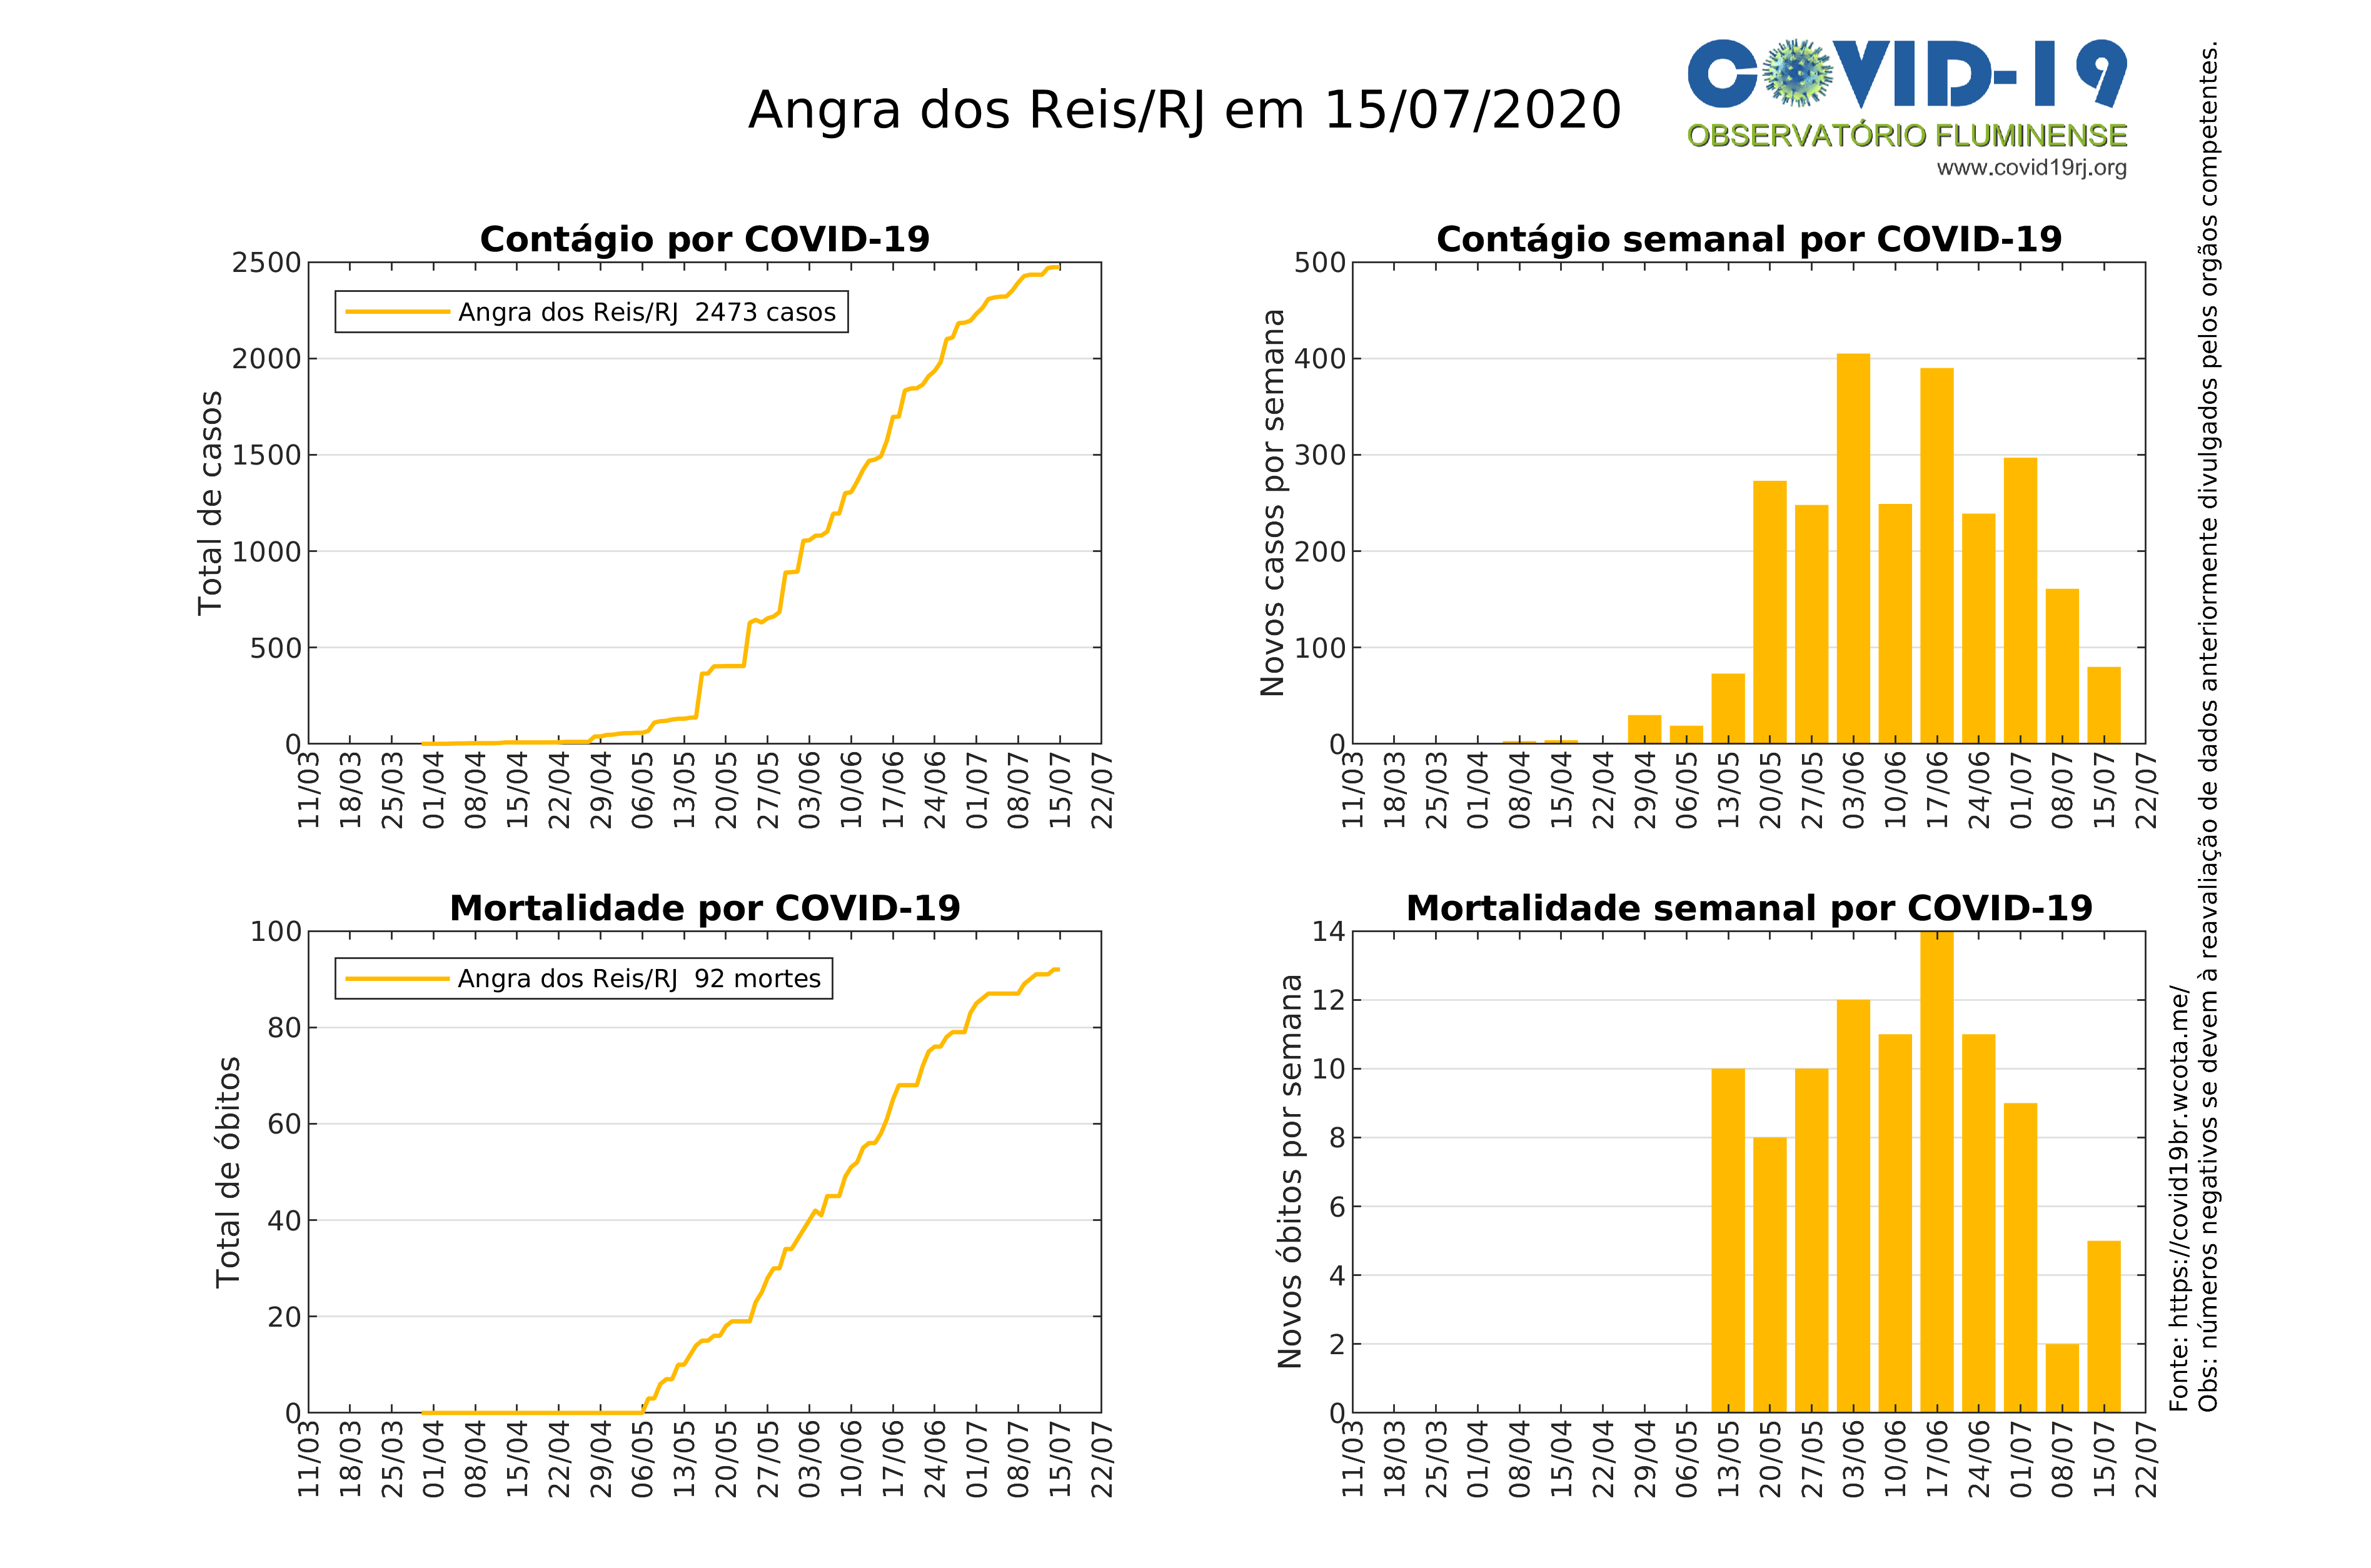 Angra dos Reis/RJ em 15/07/2020
COVID-19
OBSERVATÓRIO FLUMINENSE
www.covid19rj.org
Contágio por COVID-19
Total de casos
2500
2000
1500
1000
500
0
Angra dos Reis/RJ 2473 casos
11/03 18/03 25/03 01/04 08/04 15/04 22/04 29/04 06/05 13/05 20/05 27/05 03/06 10/06 17/06 24/06 01/07 08/07 15/07 22/07
Contágio semanal por COVID-19
Novos casos por semana
500
400
300
200
100
0
11/03 18/03 25/03 01/04 08/04 15/04 22/04 29/04 06/05 13/05 20/05 27/05 03/06 10/06 17/06 24/06 01/07 08/07 15/07 22/07
Mortalidade por COVID-19
Total de óbitos
100
80
60
40
20
0
Angra dos Reis/RJ 92 mortes
11/03 18/03 25/03 01/04 08/04 15/04 22/04 29/04 06/05 13/05 20/05 27/05 03/06 10/06 17/06 24/06 01/07 08/07 15/07 22/07
Mortalidade semanal por COVID-19
Novos óbitos por semana
14
12
10
8
6
4
2
0
11/03 18/03 25/03 01/04 08/04 15/04 22/04 29/04 06/05 13/05 20/05 27/05 03/06 10/06 17/06 24/06 01/07 08/07 15/07 22/07
Fonte: https://covid19br.wcota.me/
Obs: números negativos se devem à reavaliação de dados anteriormente divulgados pelos orgãos competentes.